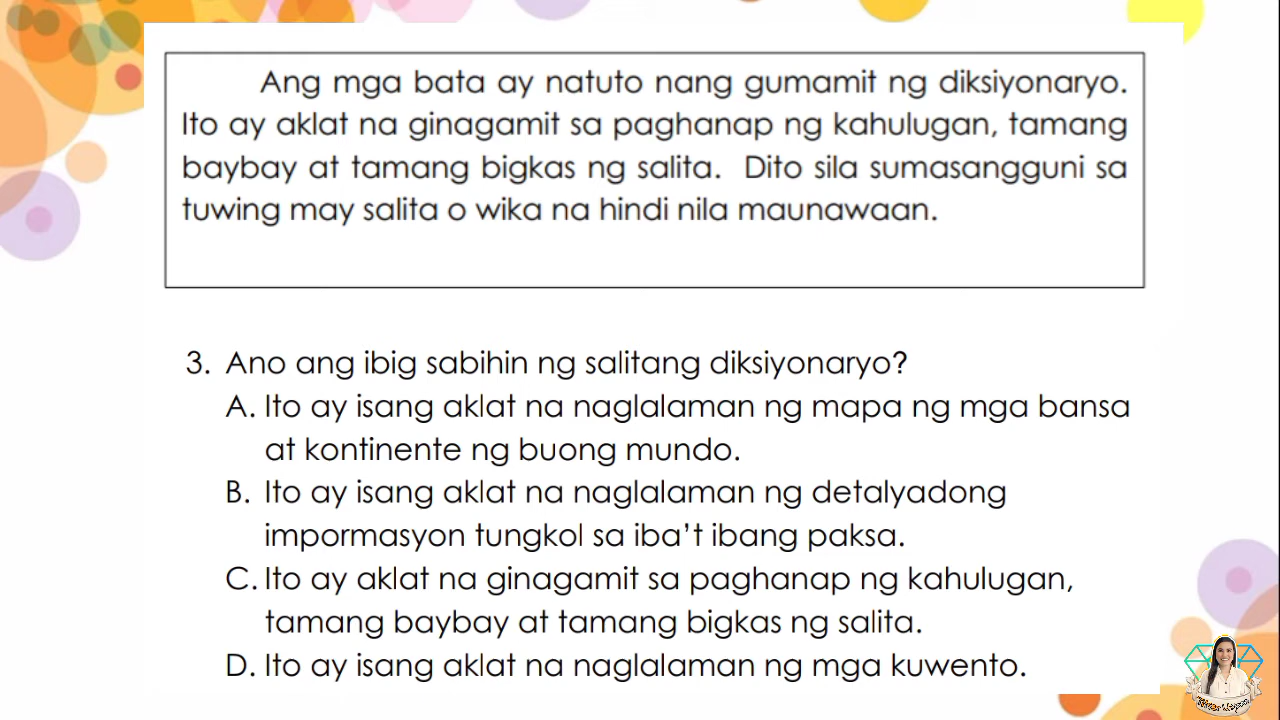 Ang mga bata ay natuto nang gumamit ng diksiyonaryo.
Ito ay aklat na ginagamit sa paghanap ng kahulugan, tamang
baybay at tamang bigkas ng salita. Dito sila sumasangguni sa
tuwing may salita o wika na hindi nila maunawaan.
3. Ano ang ibig sabihin ng salitang diksiyonaryo?
A. Ito ay isang aklat na naglalaman ng mapa ng mga bansa
at kontinente ng buong mundo.
B. Ito ay isang aklat na naglalaman ng detalyadong
impormasyon tungkol sa iba't ibang paksa.
C. Ito ay aklat na ginagamit sa paghanap ng kahulugan,
tamang baybay at tamang bigkas ng salita.
D. Ito ay isang aklat na naglalaman ng mga kuwento.